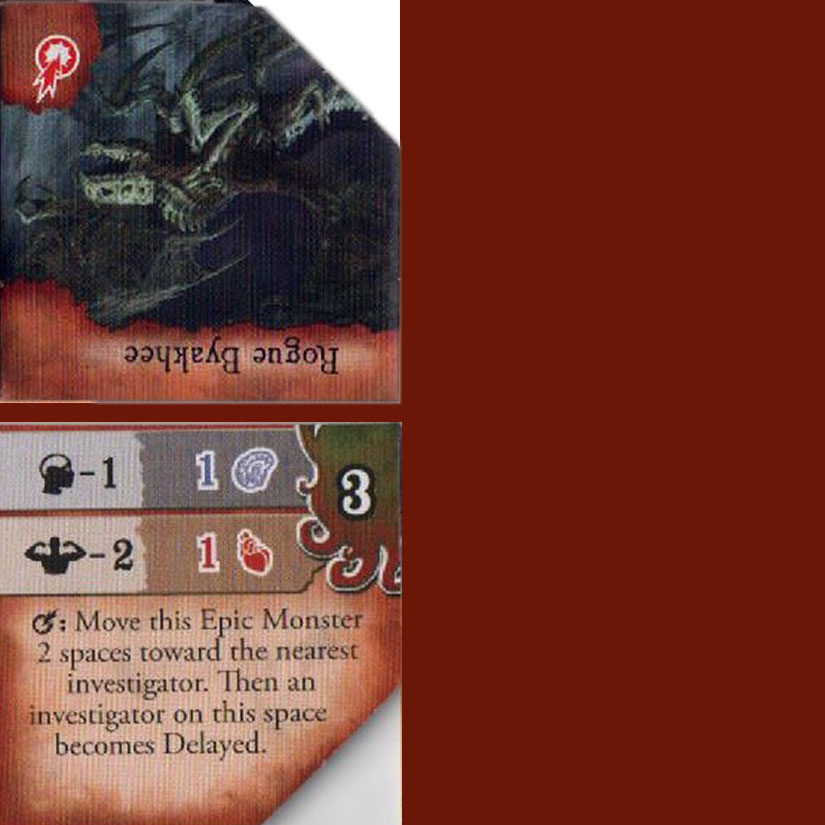 Rogue Byakhee
-1 1
3
-2 1
: Move this Epic Monster
2 spaces toward the nearest
investigator. Then an
investigator on this space
becomes Delayed.